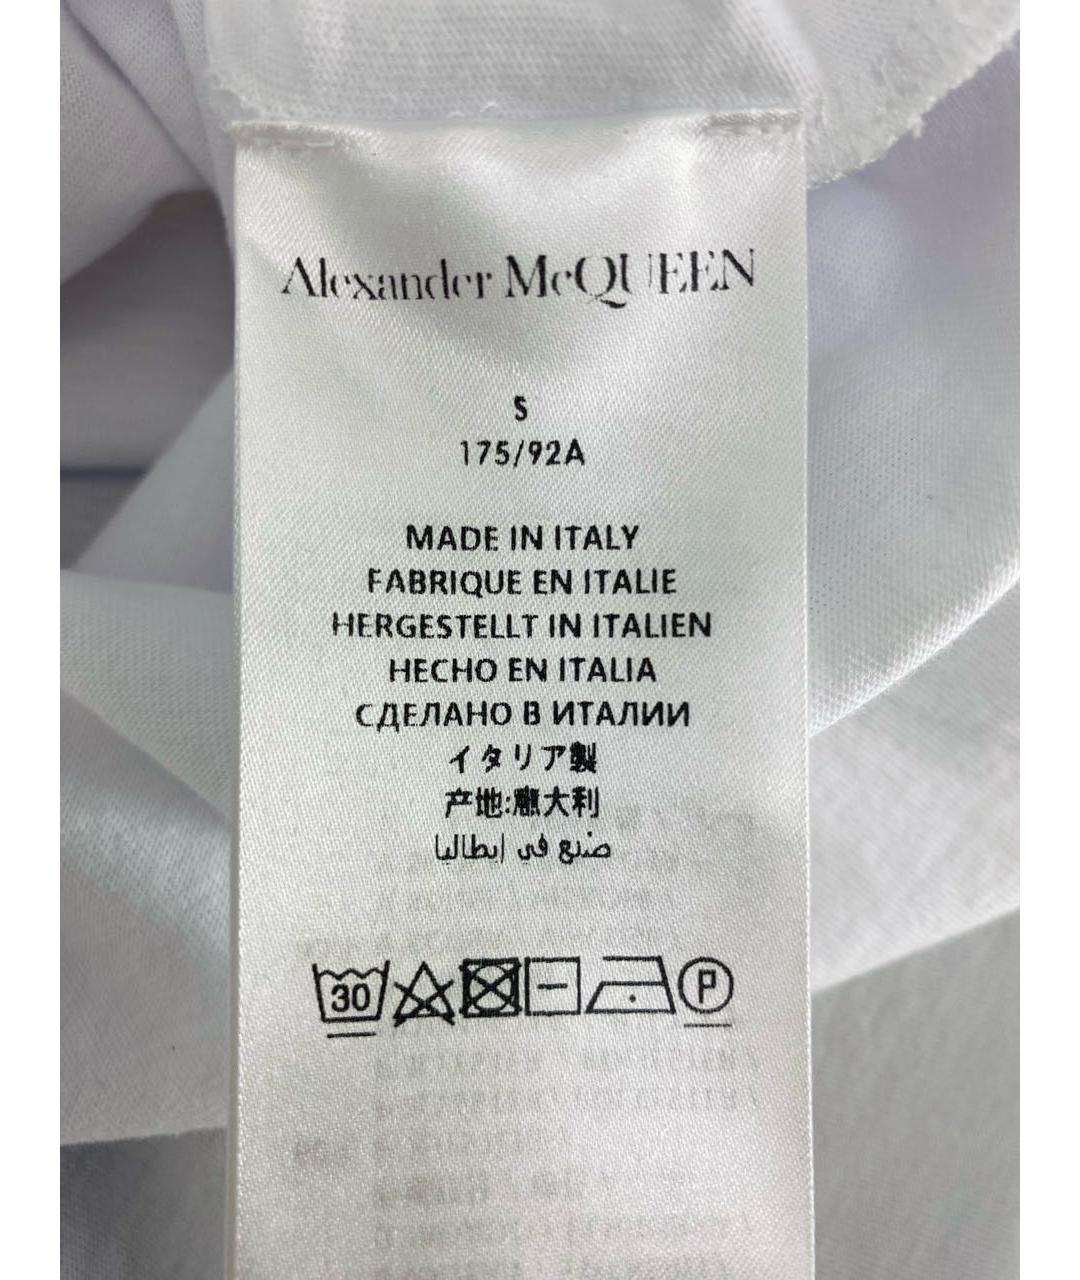 Alexander McQUEEN
S
175/92A
MADE IN ITALY
FABRIQUE EN ITALIE
HERGESTELLT IN ITALIEN
HECHO EN ITALIA
СДЕЛАНО В ИТАЛИИ
イタリア製
产地:意大利
صنع في إيطاليا
30 P